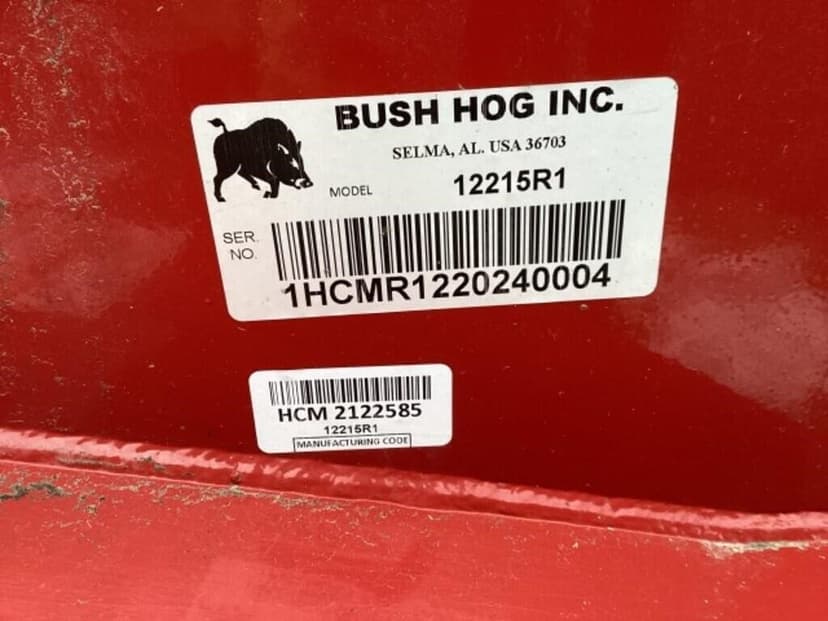 BUSH HOG INC.
SELMA, AL. USA 36703
MODEL 12215R1
SER.
NO.
1HCMR1220240004
HCM 2122585
12215R1
MANUFACTURING CODE